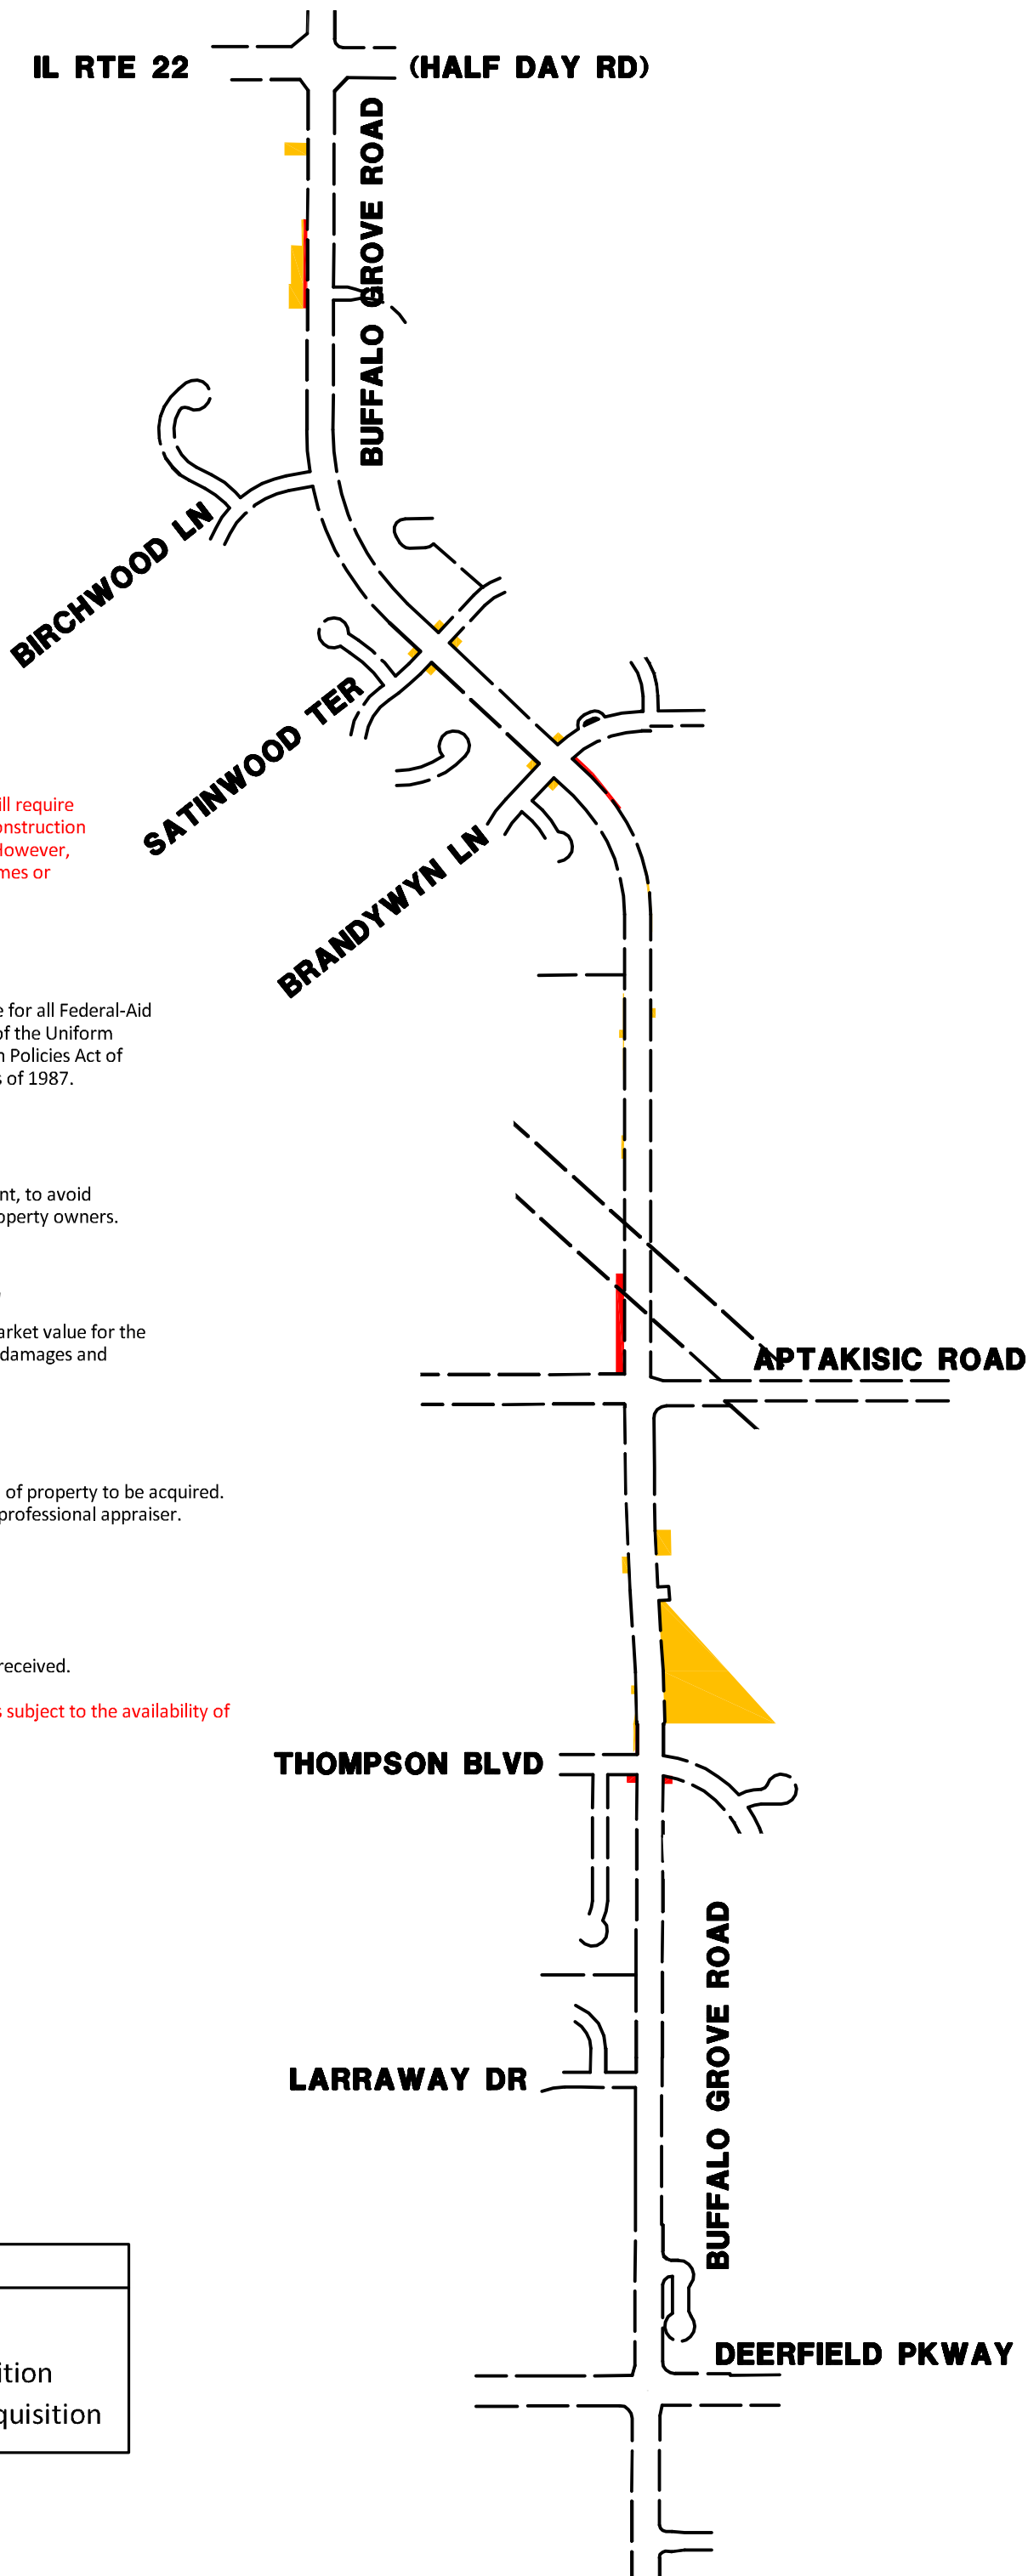 IL RTE 22
(HALF DAY RD)
BUFFALO GROVE ROAD
BIRCHWOOD LN
SATINWOOD TER
BRANDYWYN LN
ill require
onstruction
However,
mes or
e for all Federal-Aid
of the Uniform
n Policies Act of
s of 1987.
nt, to avoid
operty owners.
arket value for the
damages and
APTAKISIC ROAD
of property to be acquired.
professional appraiser.
received.
s subject to the availability of
THOMPSON BLVD
BUFFALO GROVE ROAD
LARRAWAY DR
DEERFIELD PKWAY
ition
quisition